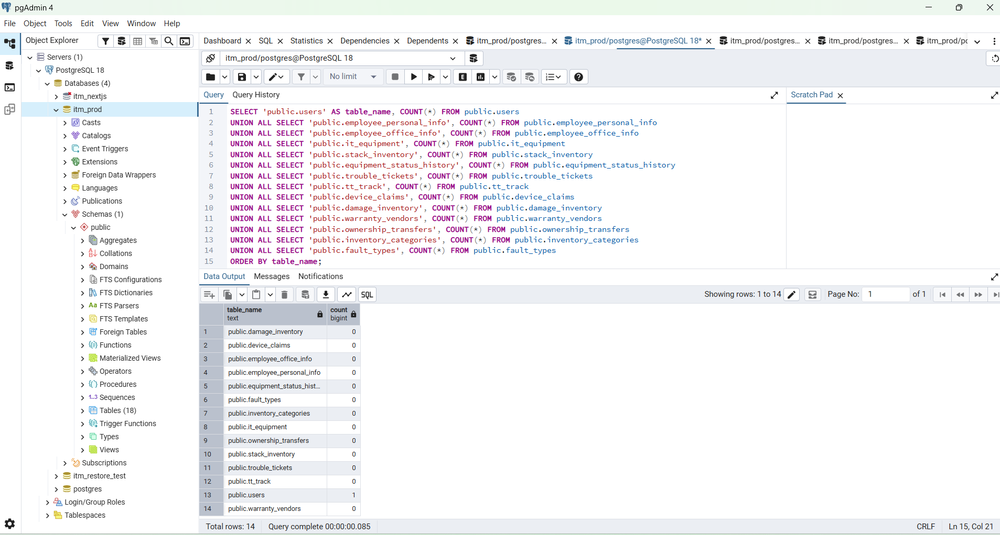 pgAdmin 4
File Object Tools Edit View Window Help
Object Explorer
Servers (1)
PostgreSQL 18
Databases (4)
itm_nextjs
itm_prod
Casts
Catalogs
Event Triggers
Extensions
Foreign Data Wrappers
Languages
Publications
Schemas (1)
public
Aggregates
Collations
Domains
FTS Configurations
FTS Dictionaries
Aa FTS Parsers
FTS Templates
Foreign Tables
Functions
Materialized Views
Operators
Procedures
1..3 Sequences
Tables (18)
Trigger Functions
Types
Views
Subscriptions
itm_restore_test
postgres
Login/Group Roles
Tablespaces
Dashboard SQL Statistics Dependencies Dependents itm_prod/postgres... itm_prod/postgres@PostgreSQL 18* itm_prod/postgres... itm_prod/postgres... itm_prod/pc
itm_prod/postgres@PostgreSQL 18
No limit E
Query Query History
1 SELECT 'public.users' AS table_name, COUNT(*) FROM public.users
2 UNION ALL SELECT 'public.employee_personal_info', COUNT(*) FROM public.employee_personal_info
3 UNION ALL SELECT 'public.employee_office_info', COUNT(*) FROM public.employee_office_info
4 UNION ALL SELECT 'public.it_equipment', COUNT(*) FROM public.it_equipment
5 UNION ALL SELECT 'public.stack_inventory', COUNT(*) FROM public.stack_inventory
6 UNION ALL SELECT 'public.equipment_status_history', COUNT(*) FROM public.equipment_status_history
7 UNION ALL SELECT 'public.trouble_tickets', COUNT(*) FROM public.trouble_tickets
8 UNION ALL SELECT 'public.tt_track', COUNT(*) FROM public.tt_track
9 UNION ALL SELECT 'public.device_claims', COUNT(*) FROM public.device_claims
10 UNION ALL SELECT 'public.damage_inventory', COUNT(*) FROM public.damage_inventory
11 UNION ALL SELECT 'public.warranty_vendors', COUNT(*) FROM public.warranty_vendors
12 UNION ALL SELECT 'public.ownership_transfers', COUNT(*) FROM public.ownership_transfers
13 UNION ALL SELECT 'public.inventory_categories', COUNT(*) FROM public.inventory_categories
14 UNION ALL SELECT 'public.fault_types', COUNT(*) FROM public.fault_types
15 ORDER BY table_name;
Scratch Pad
Data Output Messages Notifications
SQL Showing rows: 1 to 14 Page No: 1 of 1
table_name count
text bigint
1 public.damage_inventory 0
2 public.device_claims 0
3 public.employee_office_info 0
4 public.employee_personal_info 0
5 public.equipment_status_hist... 0
6 public.fault_types 0
7 public.inventory_categories 0
8 public.it_equipment 0
9 public.ownership_transfers 0
10 public.stack_inventory 0
11 public.trouble_tickets 0
12 public.tt_track 0
13 public.users 1
14 public.warranty_vendors 0
Total rows: 14 Query complete 00:00:00.085 CRLF Ln 15, Col 21